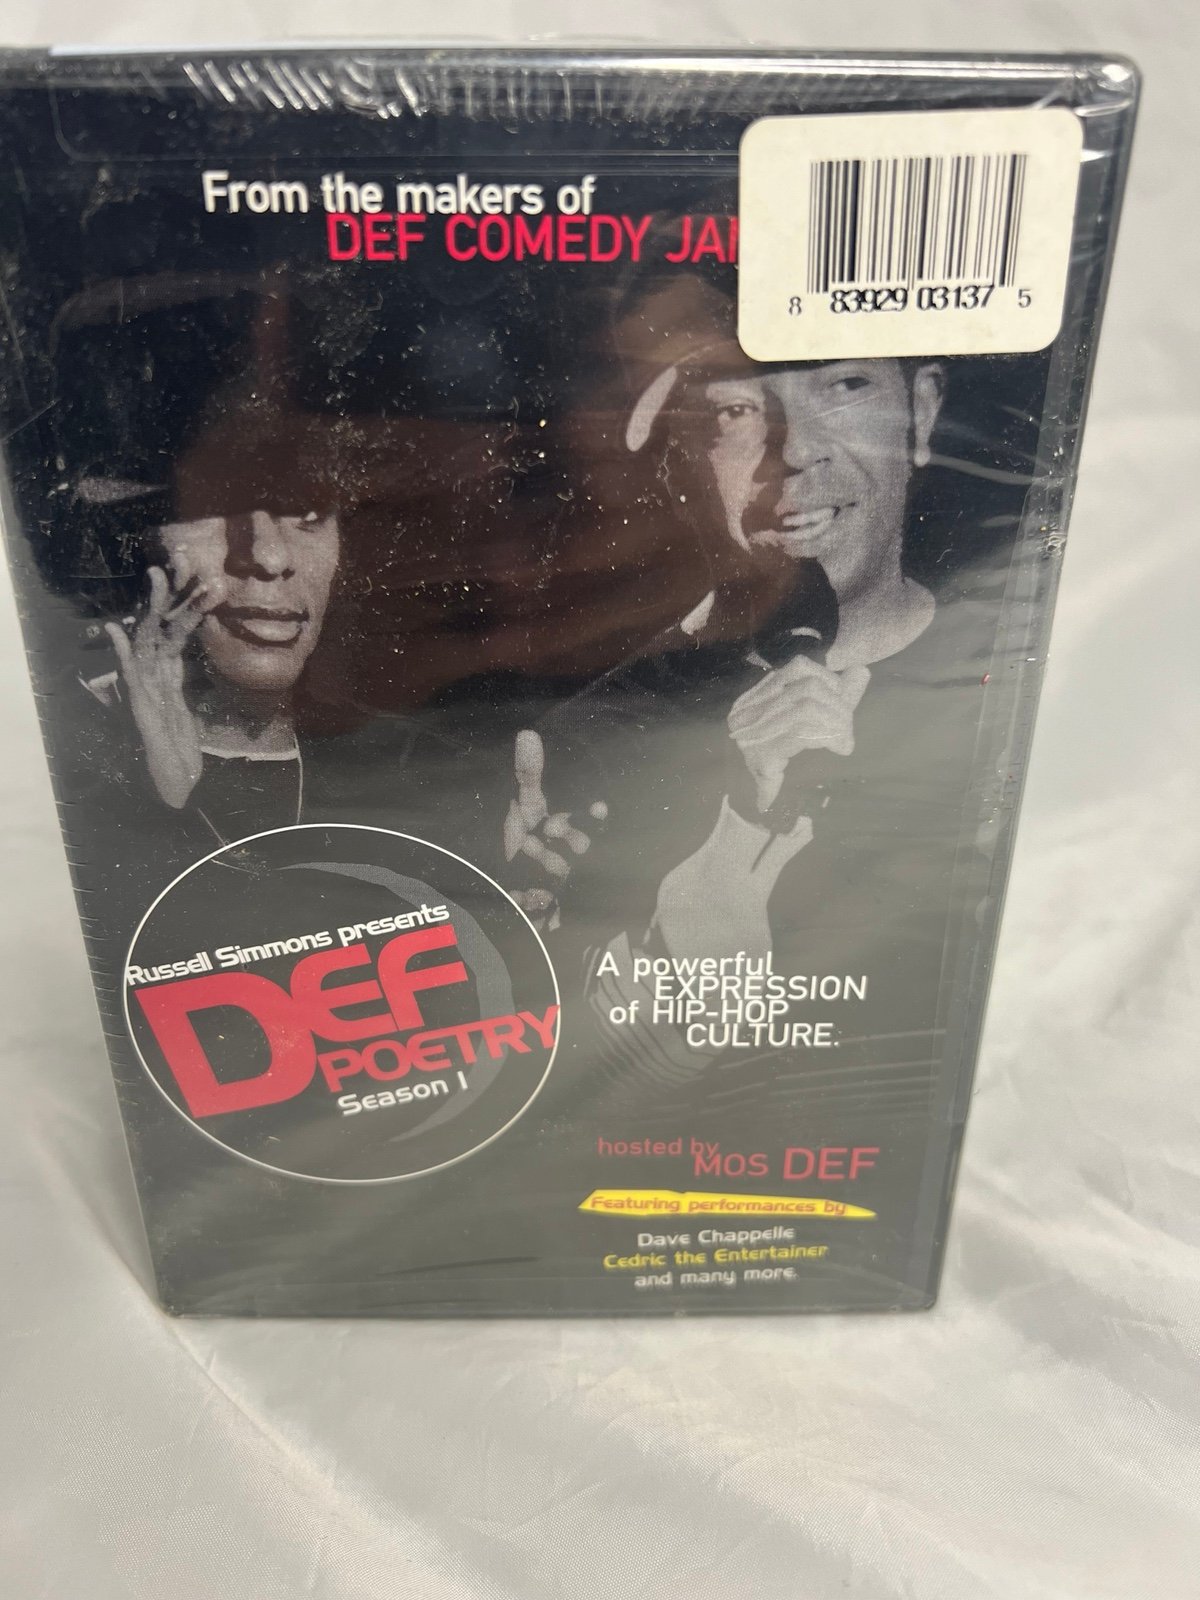 From the makers of
DEF COMEDY JA
8 83929 03137 5
Russell Simmons presents
DEF
POETRY
Season 1
A powerful
EXPRESSION
of HIP-HOP
CULTURE.
hosted by
MOS DEF
Featuring performances by
Dave Chappelle
Cedric the Entertainer
and many more.